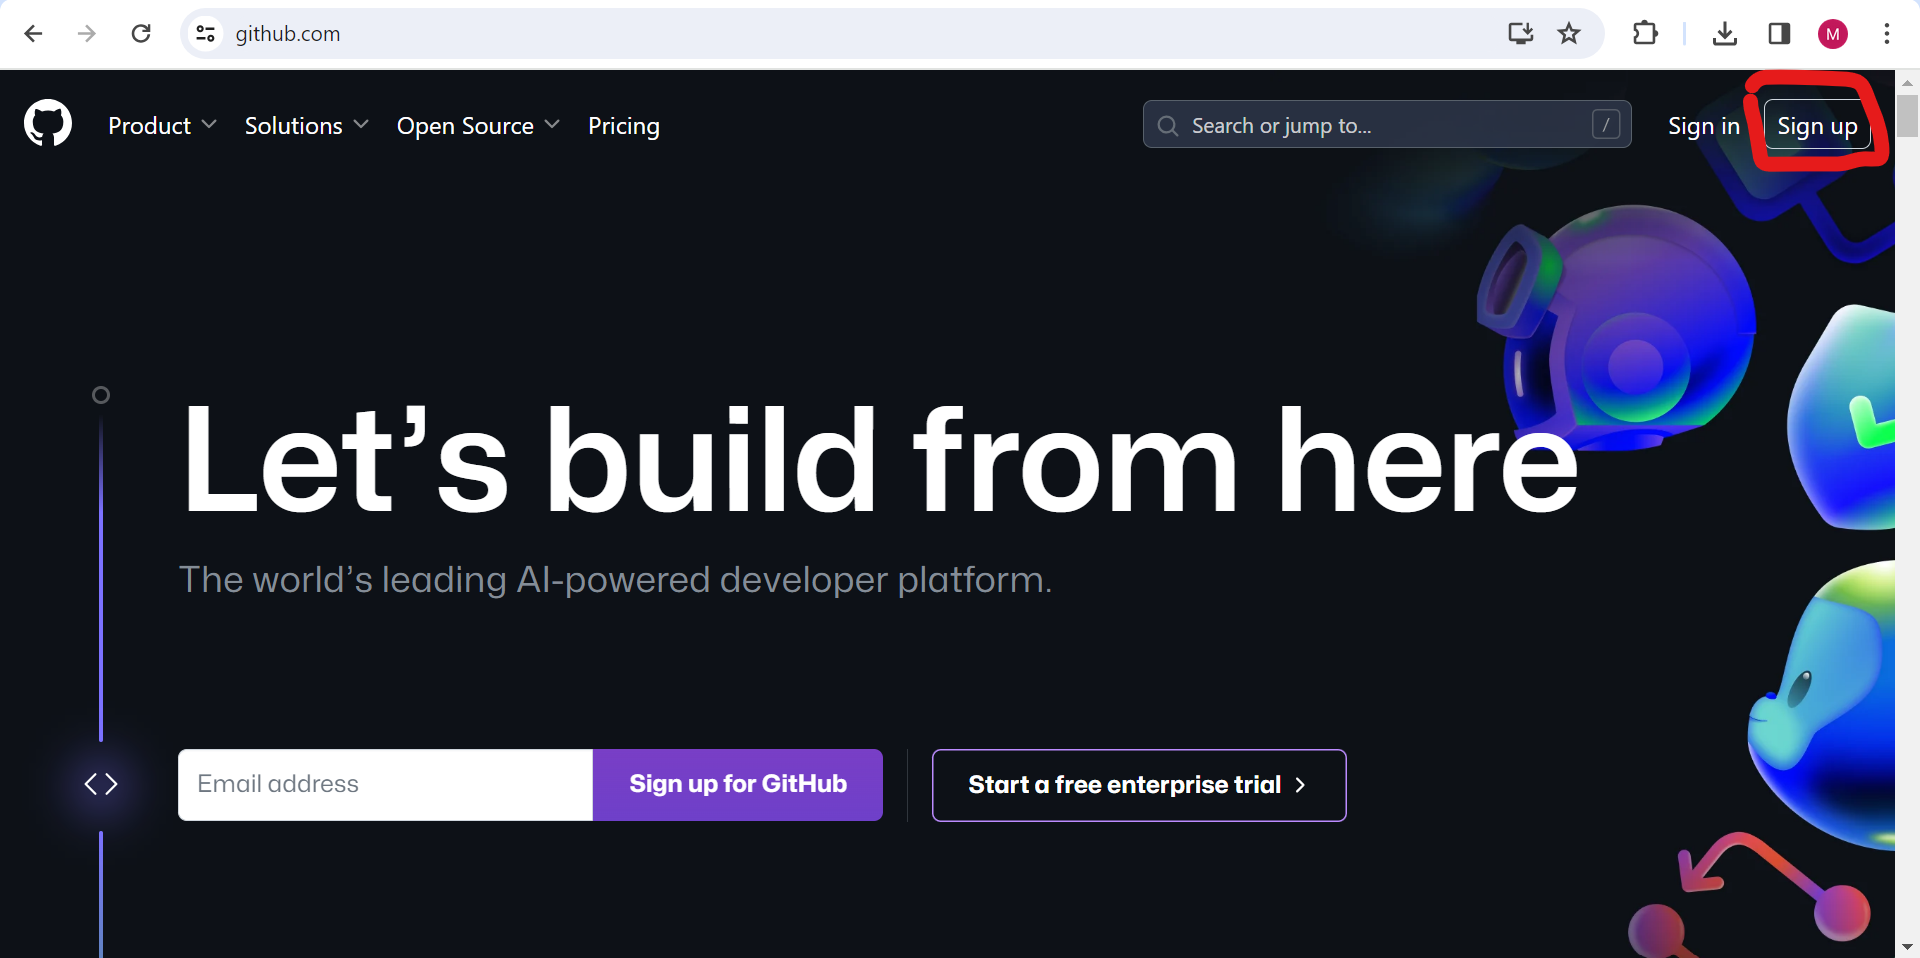 github.com
M
Product Solutions Open Source Pricing Search or jump to... / Sign in Sign up
Let’s build from here
The world’s leading AI-powered developer platform.
Email address Sign up for GitHub Start a free enterprise trial